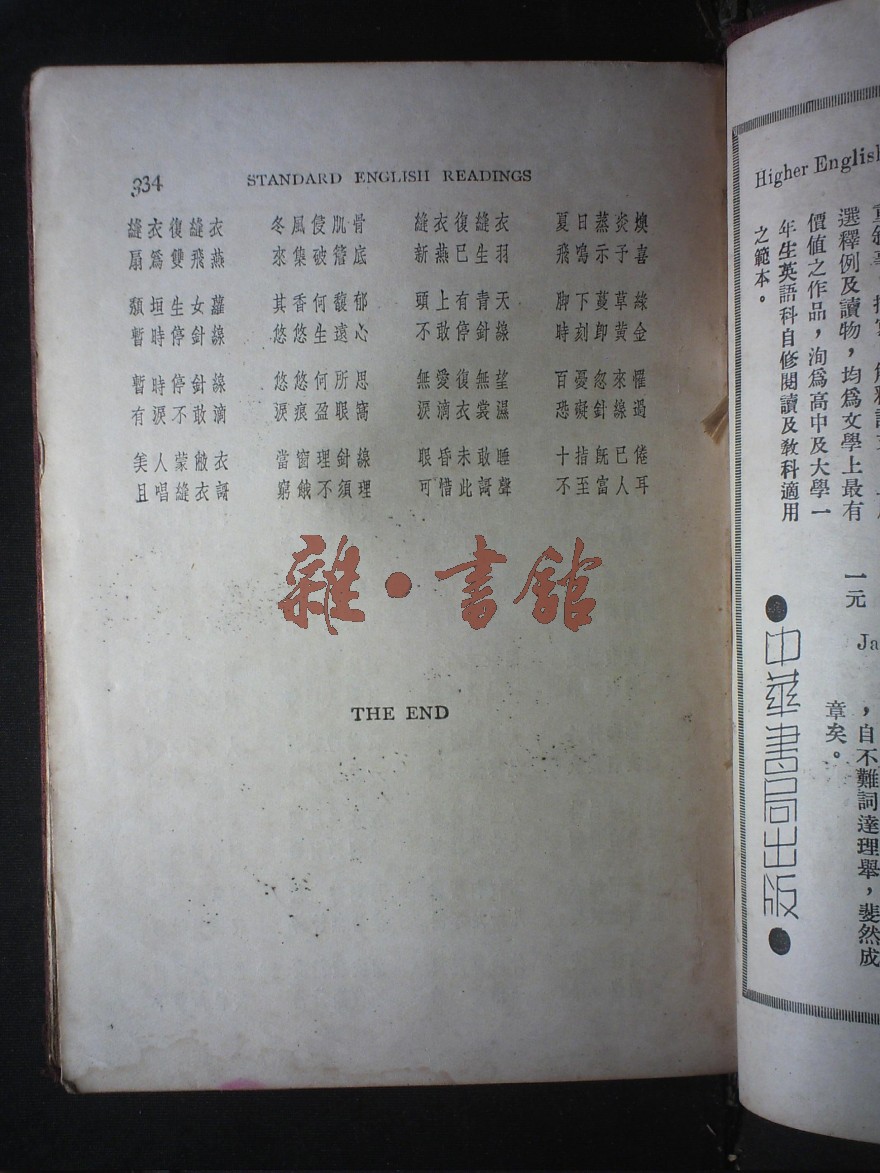 334 STANDARD ENGLISH READINGS
縫衣復縫衣 冬風侵肌骨 縫衣復縫衣 夏日蒸炎燠
扇爲雙飛燕 來集破簷底 新燕已生羽 飛鳴示予喜
頽垣生女蘿 其香何馥郁 頭上有青天 脚下蔓草綠
暫時停針線 悠悠生遠心 不敢停針線 時刻卽黃金
暫時停針線 悠悠何所思 無愛復無望 百憂忽來罹
有淚不敢滴 淚痕盈眼窩 淚滴衣裳濕 恐礙針線過
美人蒙敝衣 當窗理針線 眼昏未敢睡 十指旣已倦
且唱縫衣謌 窮餓不須理 可惜此謌聲 不至富人耳
雜·書館
THE END
Higher English
選釋例及讀物，均爲文學上最有
價值之作品，洵爲高中及大學一
年生英語科自修閱讀及敎科適用
之範本。
一元
Ja
，自不難詞達理舉，斐然成
章矣。
中華書局出版